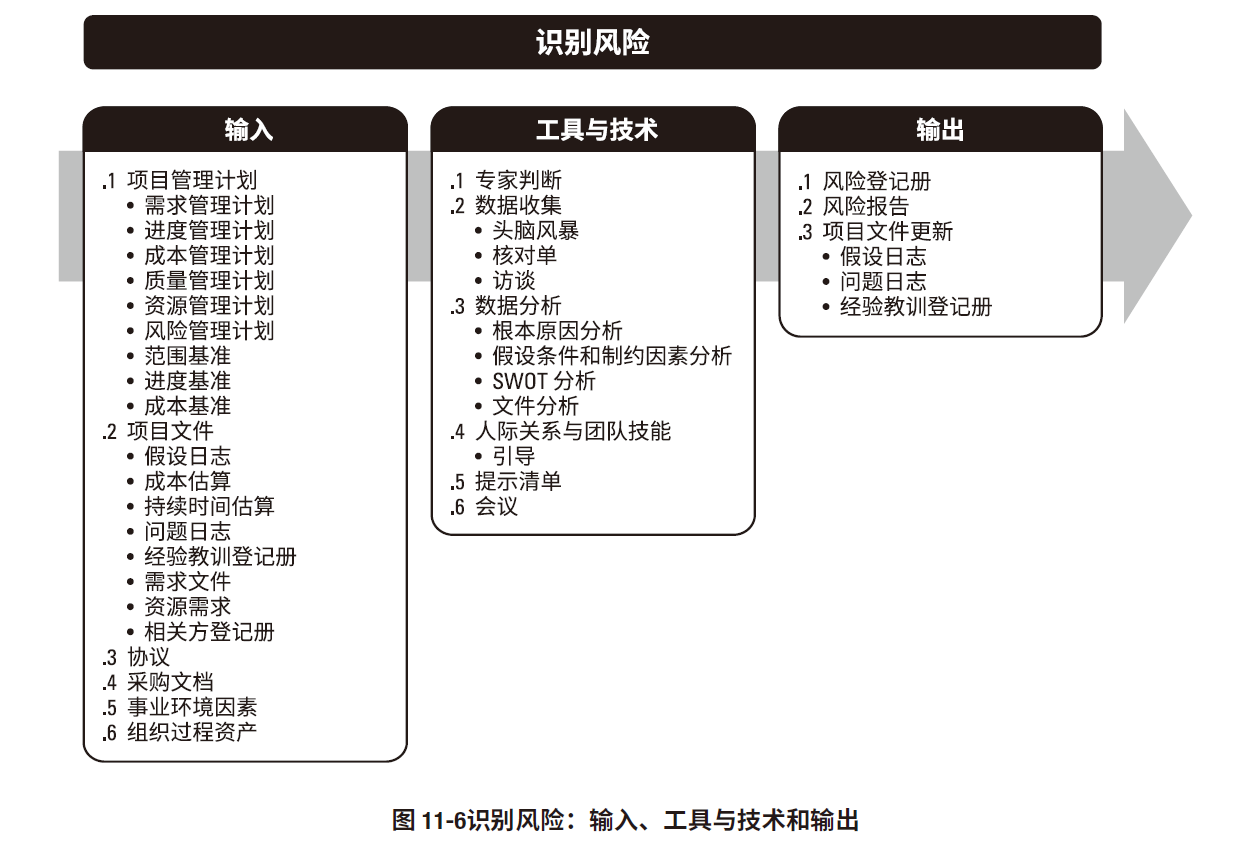 识别风险
输入
.1 项目管理计划
• 需求管理计划
• 进度管理计划
• 成本管理计划
• 质量管理计划
• 资源管理计划
• 风险管理计划
• 范围基准
• 进度基准
• 成本基准
.2 项目文件
• 假设日志
• 成本估算
• 持续时间估算
• 问题日志
• 经验教训登记册
• 需求文件
• 资源需求
• 相关方登记册
.3 协议
.4 采购文档
.5 事业环境因素
.6 组织过程资产
工具与技术
.1 专家判断
.2 数据收集
• 头脑风暴
• 核对单
• 访谈
.3 数据分析
• 根本原因分析
• 假设条件和制约因素分析
• SWOT 分析
• 文件分析
.4 人际关系与团队技能
• 引导
.5 提示清单
.6 会议
输出
.1 风险登记册
.2 风险报告
.3 项目文件更新
• 假设日志
• 问题日志
• 经验教训登记册
图 11-6识别风险：输入、工具与技术和输出